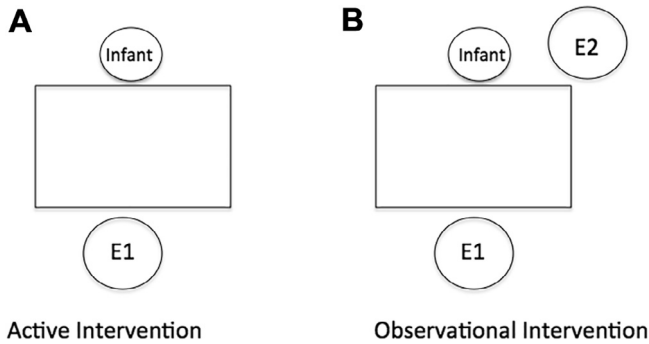 A
Infant
E1
Active Intervention
B
Infant
E2
E1
Observational Intervention